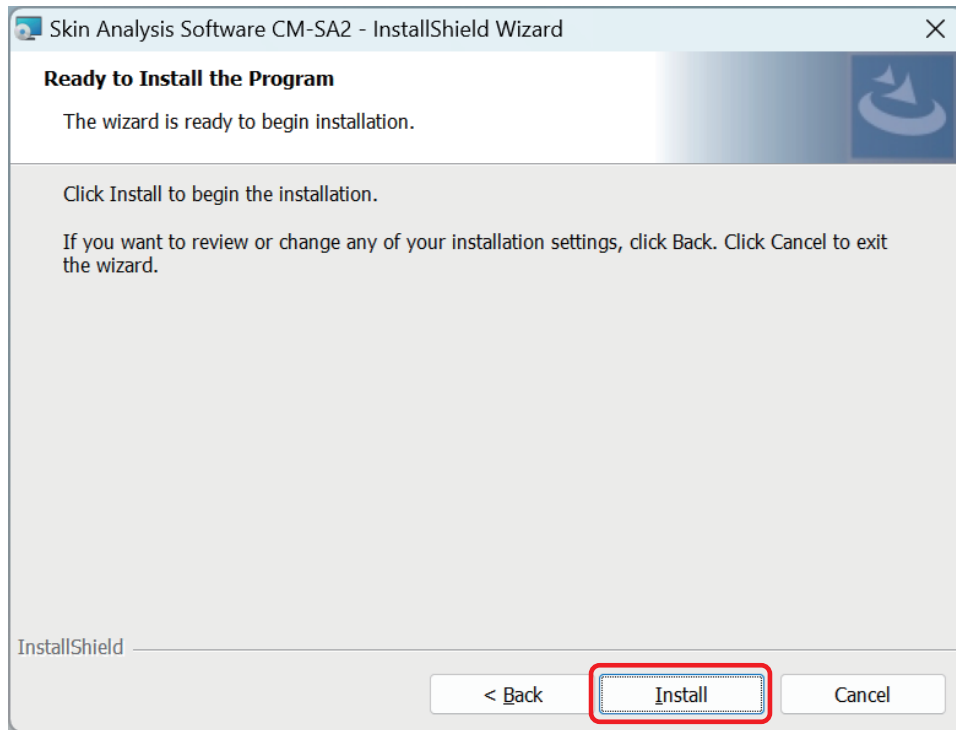 Skin Analysis Software CM-SA2 - InstallShield Wizard
Ready to Install the Program
The wizard is ready to begin installation.
Click Install to begin the installation.
If you want to review or change any of your installation settings, click Back. Click Cancel to exit
the wizard.
InstallShield
< Back Install Cancel